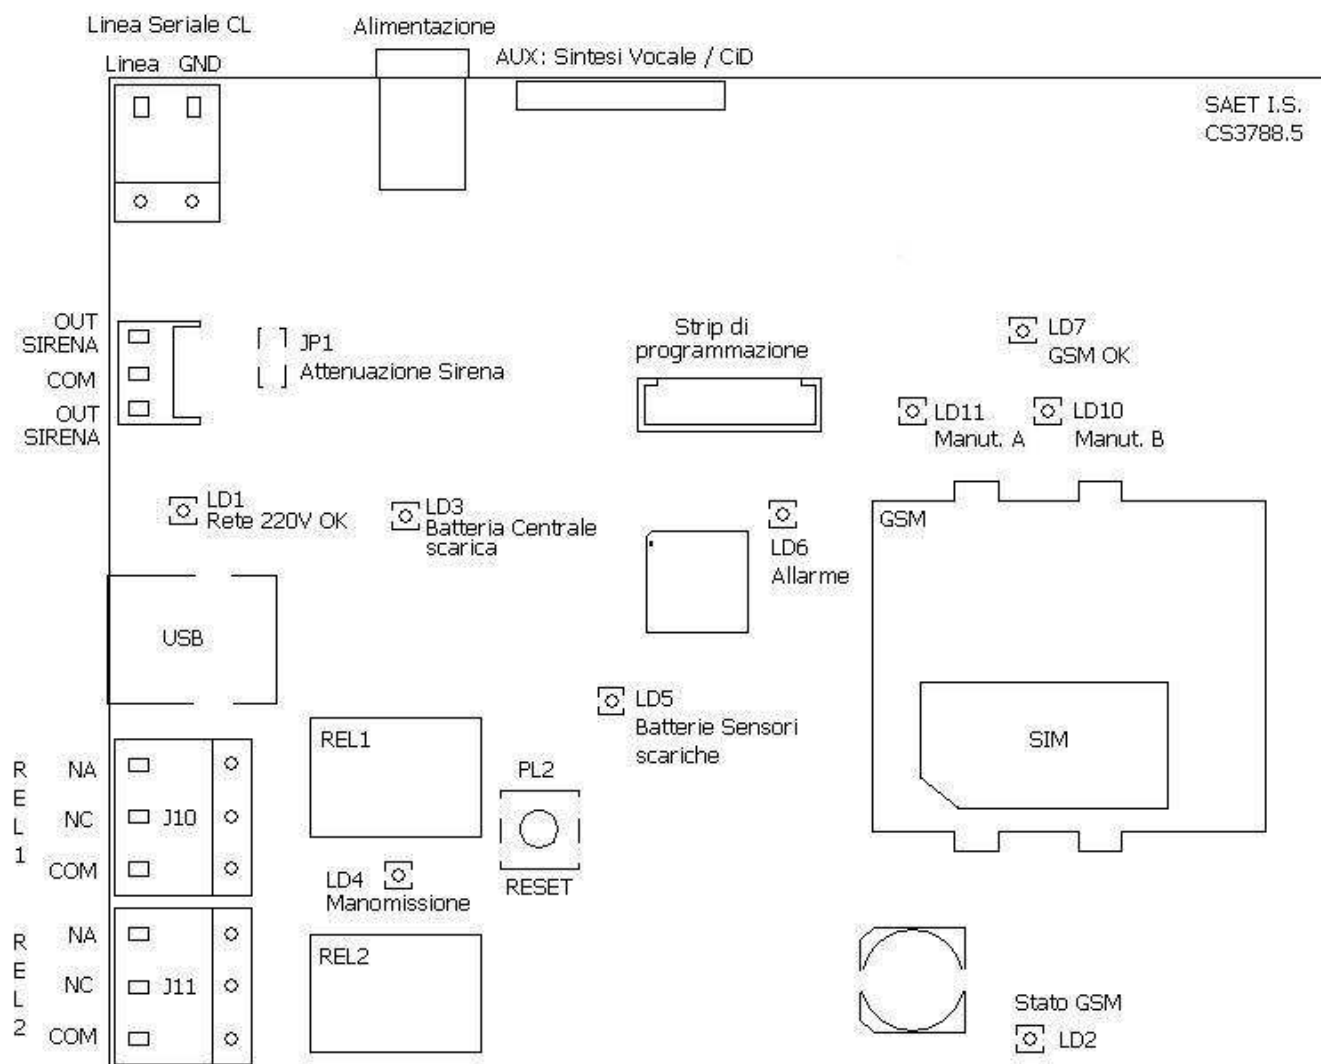 Linea Seriale CL
Alimentazione
Linea GND
AUX: Sintesi Vocale / CiD
SAET I.S.
CS3788.5
OUT
SIRENA
COM
OUT
SIRENA
JP1
Attenuazione Sirena
Strip di
programmazione
LD7
GSM OK
LD11
Manut. A
LD10
Manut. B
LD1
Rete 220V OK
LD3
Batteria Centrale
scarica
LD6
Allarme
GSM
USB
SIM
LD5
Batterie Sensori
scariche
REL1
PL2
RESET
R
E
L
1
NA
NC
COM
J10
LD4
Manomissione
REL2
R
E
L
2
NA
NC
COM
J11
Stato GSM
LD2